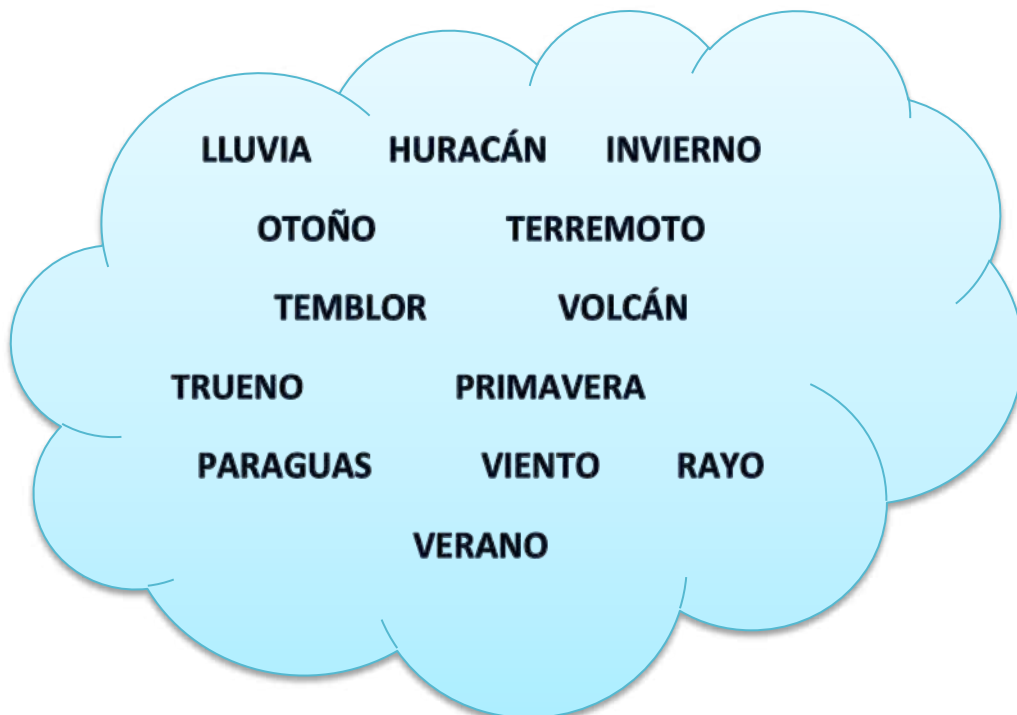 LLUVIA HURACÁN INVIERNO
OTOÑO TERREMOTO
TEMBLOR VOLCÁN
TRUENO PRIMAVERA
PARAGUAS VIENTO RAYO
VERANO